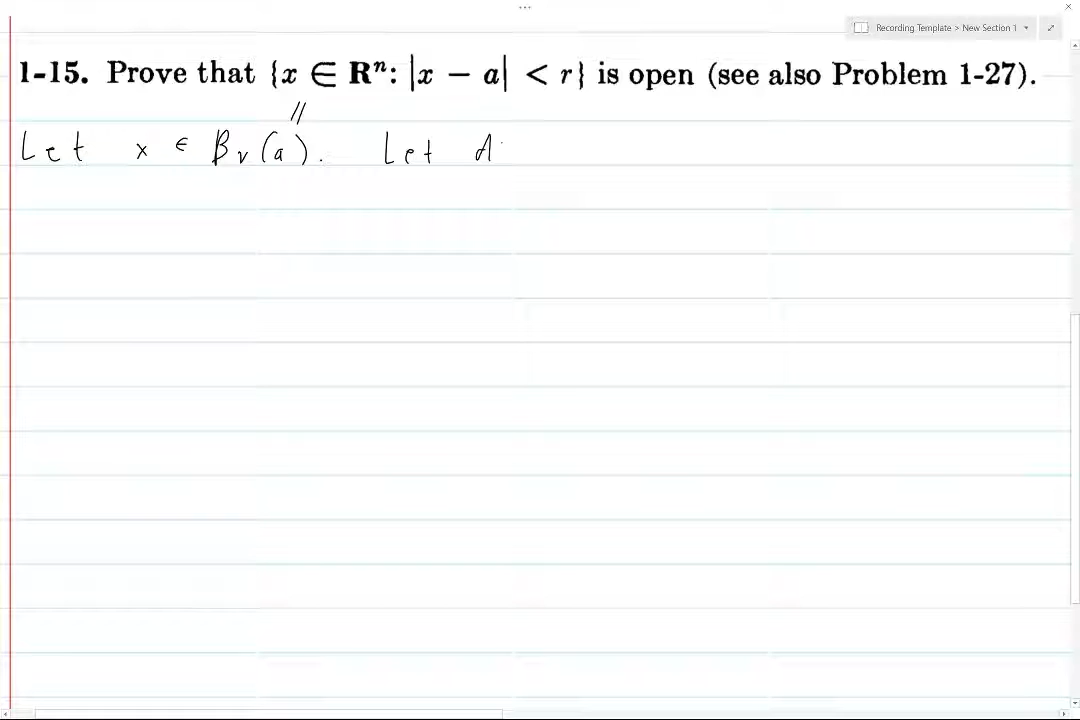 Recording Template > New Section 1
1-15. Prove that {x ∈ Rⁿ: |x − a| < r} is open (see also Problem 1-27).
Let x ∈ Br(a). Let A